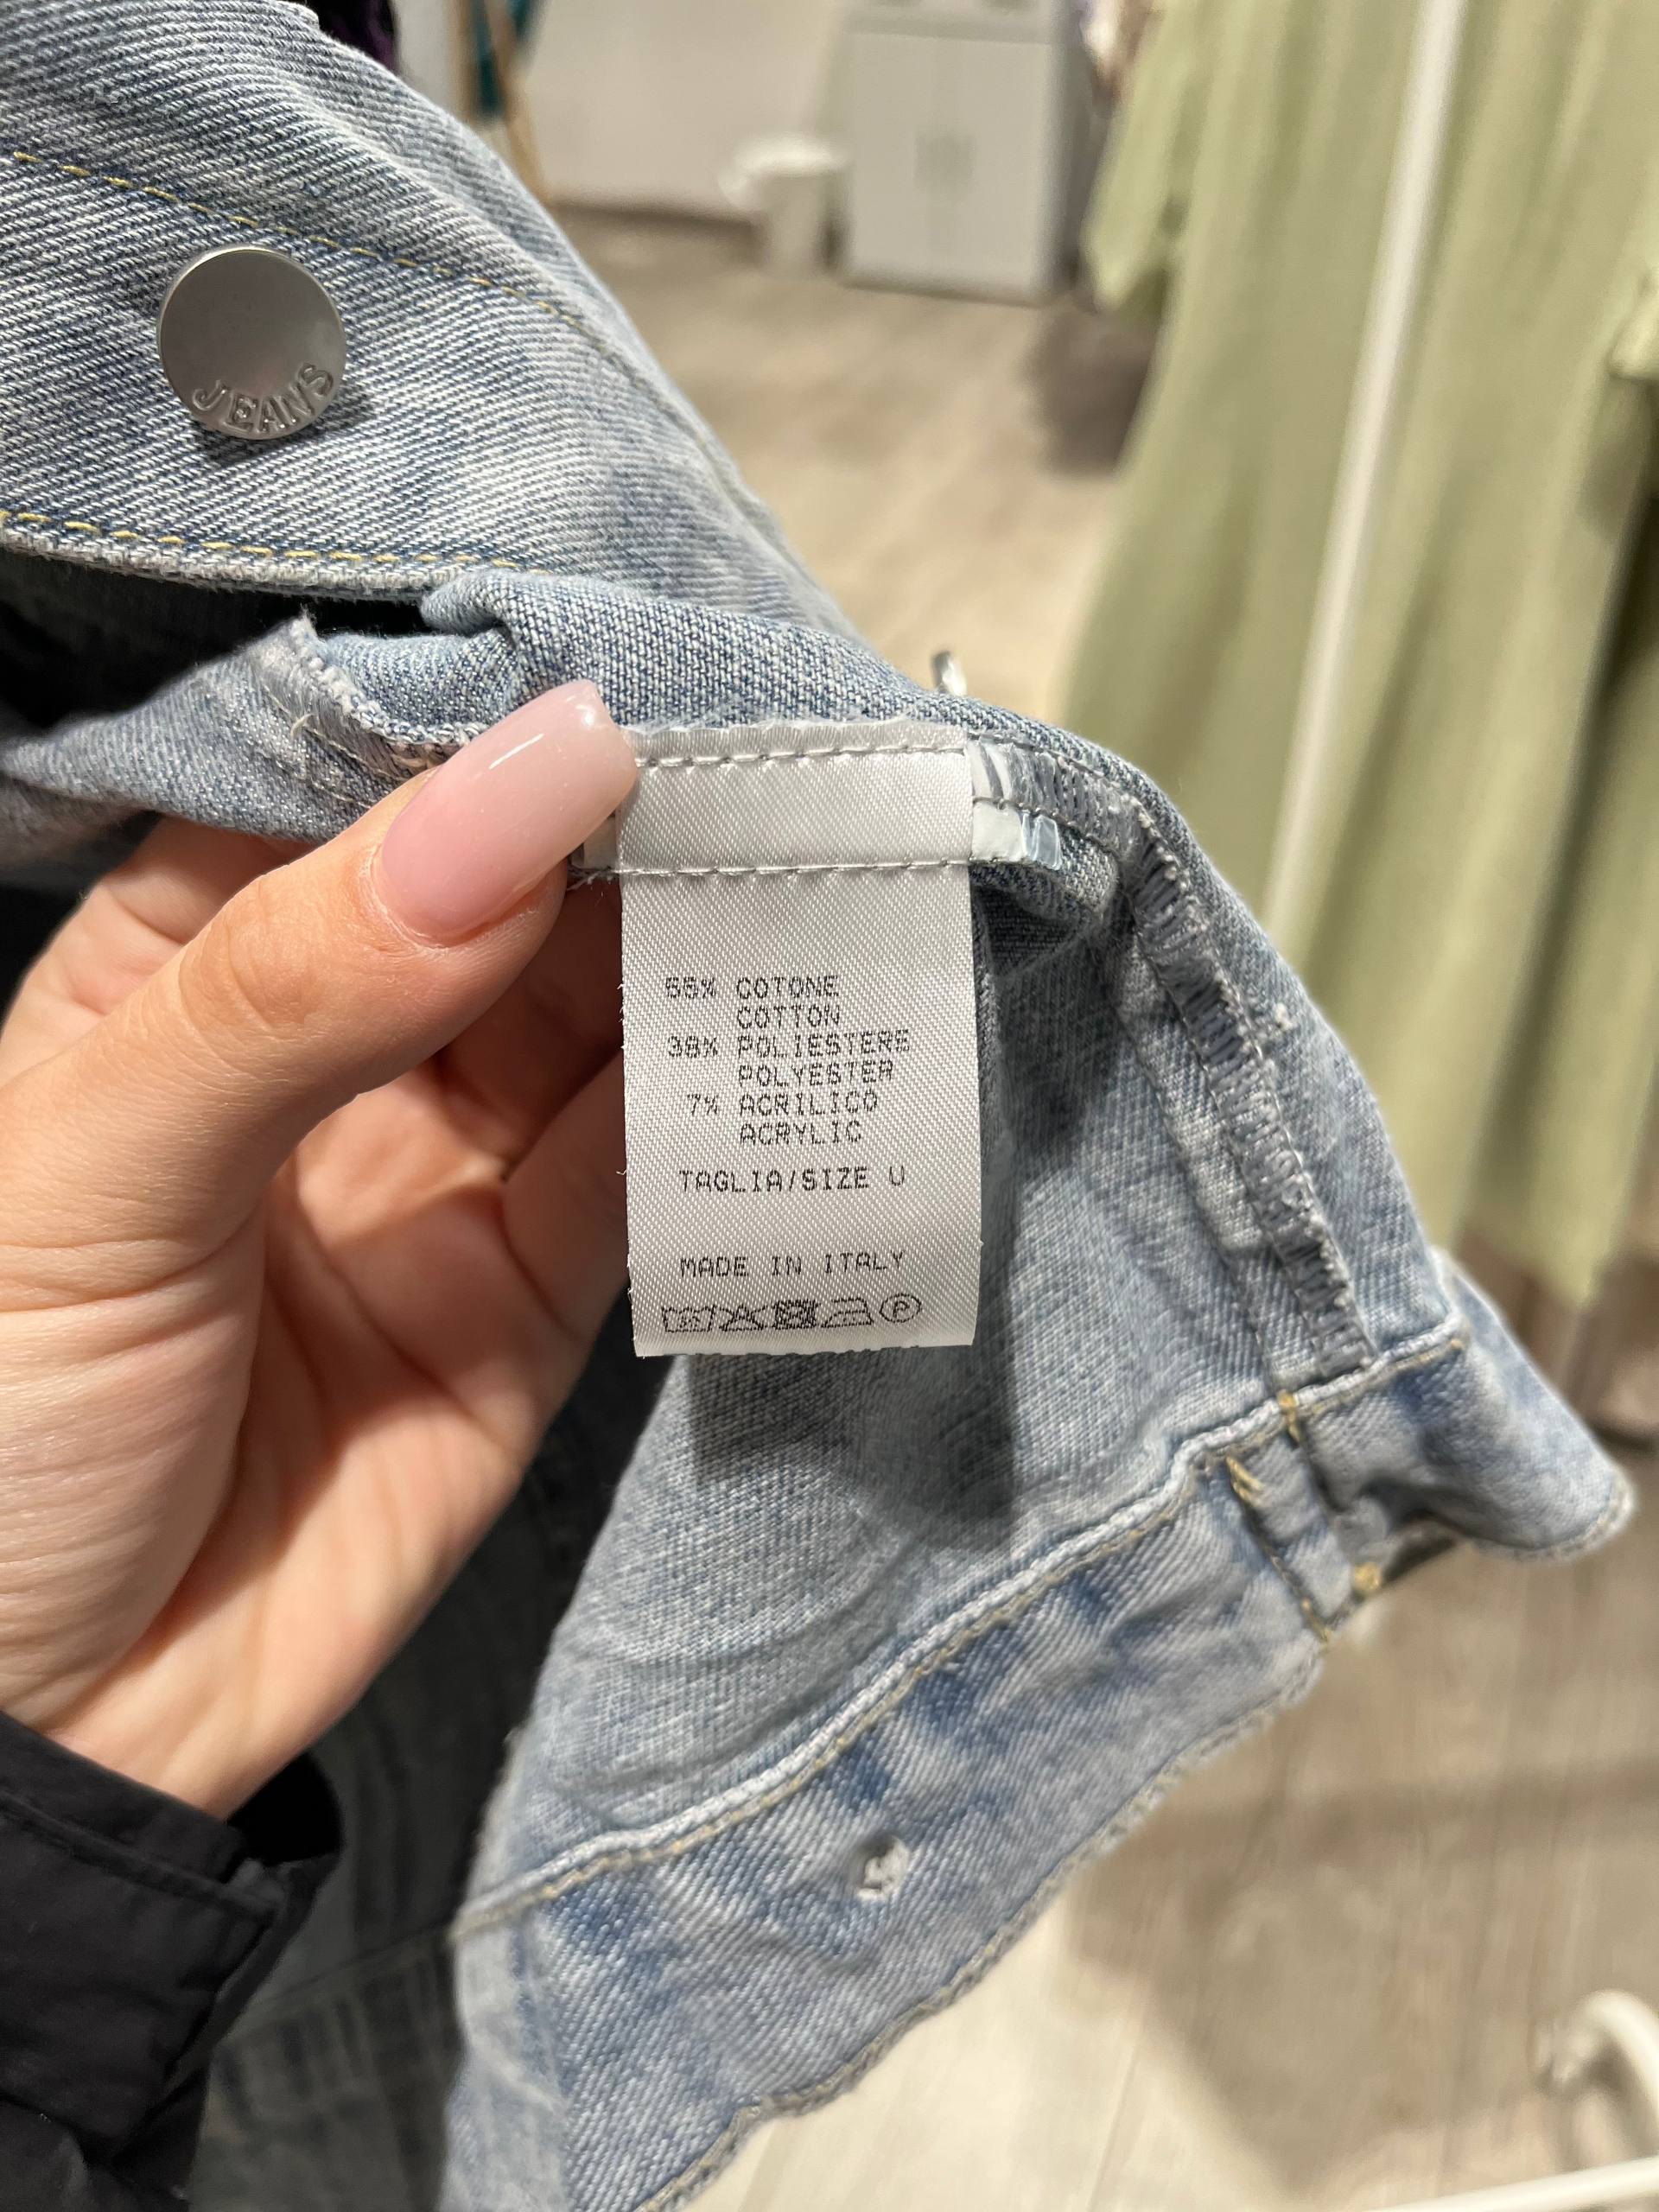 JEANS
55% COTONE
COTTON
38% POLIESTERE
POLYESTER
7% ACRILICO
ACRYLIC
TAGLIA/SIZE U
MADE IN ITALY
P